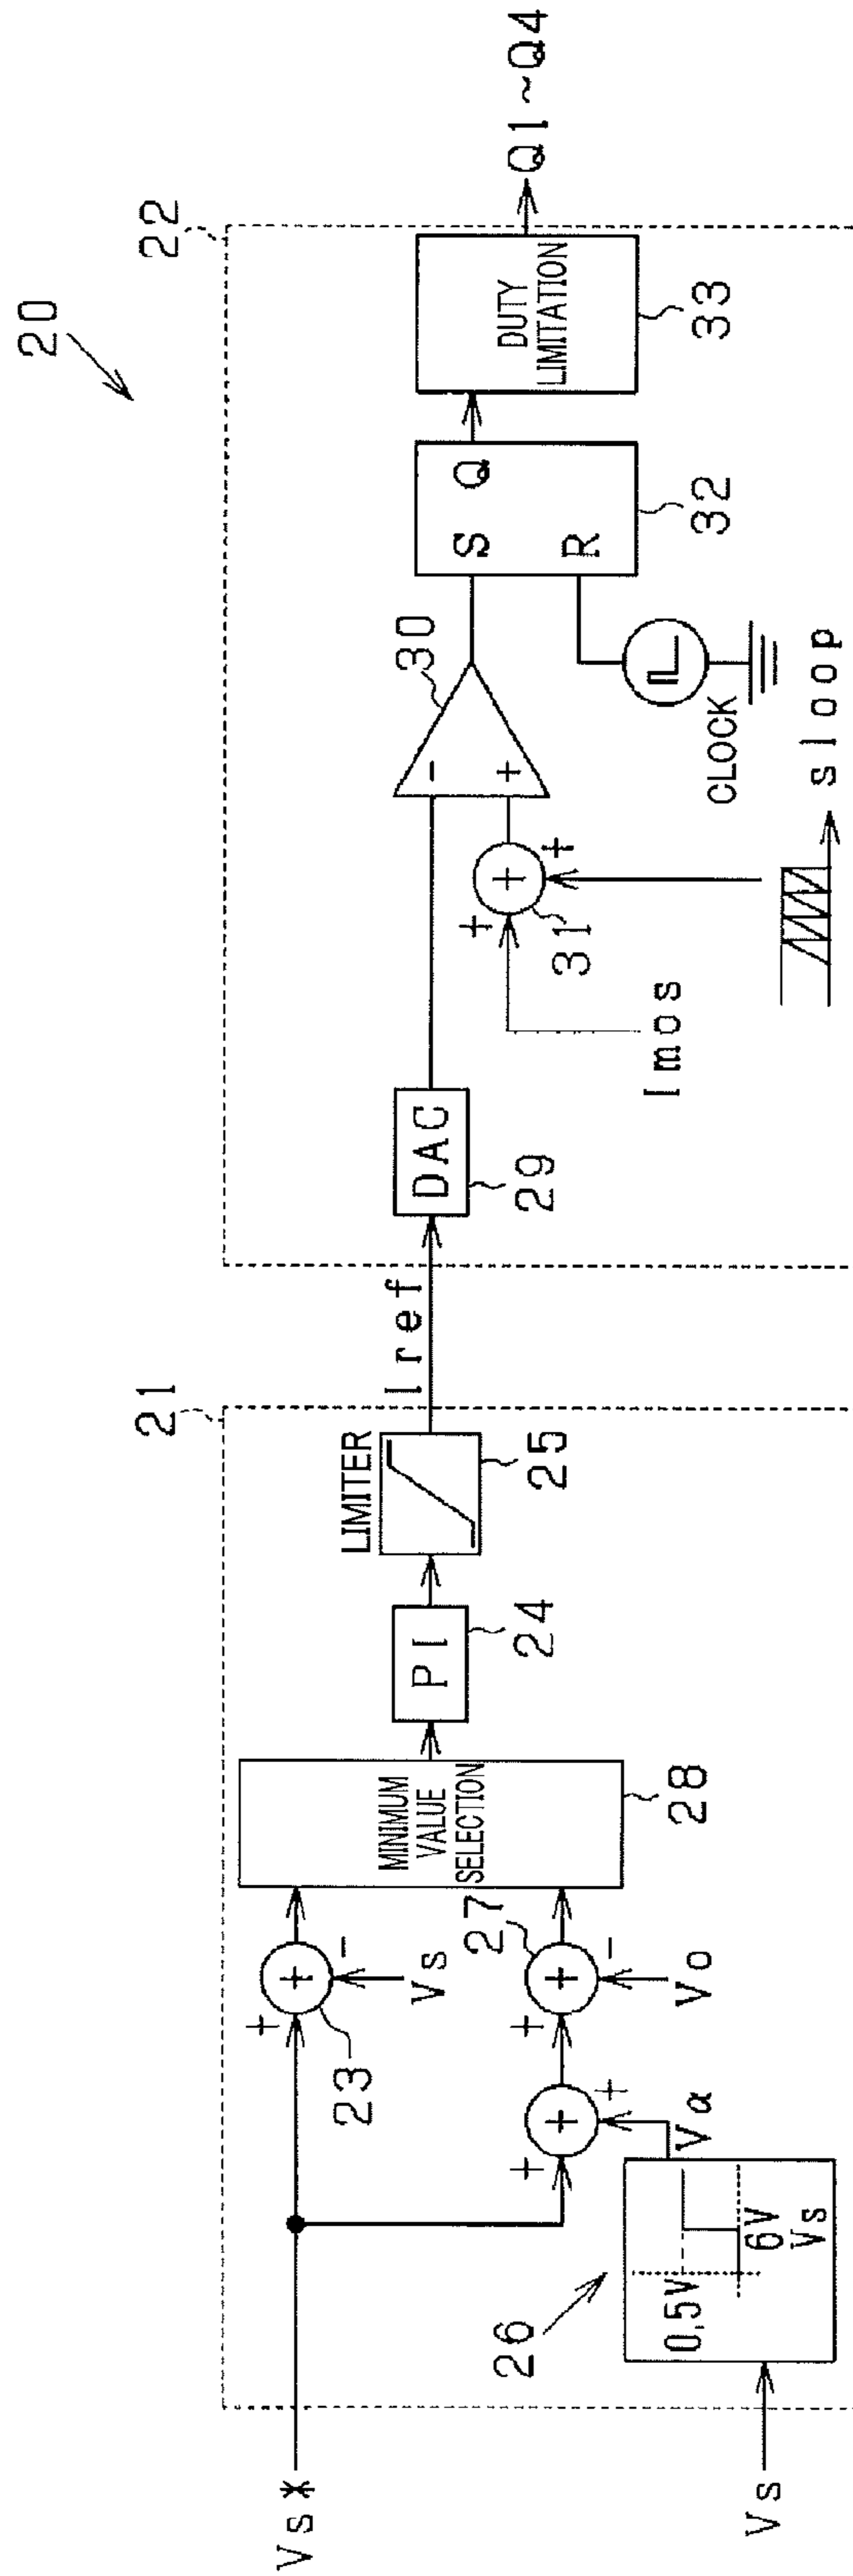 20
21
22
Vs*
+
+
-
Vs
23
+
+
+
+
+
-
Vo
27
Vα
26
0.5V
6V
Vs
Vs
MINIMUM
VALUE
SELECTION
28
PI
24
LIMITER
25
Iref
DAC
29
Imos
+
+
+
31
sloop
-
+
30
CLOCK
S
Q
R
32
DUTY
LIMITATION
33
Q1~Q4